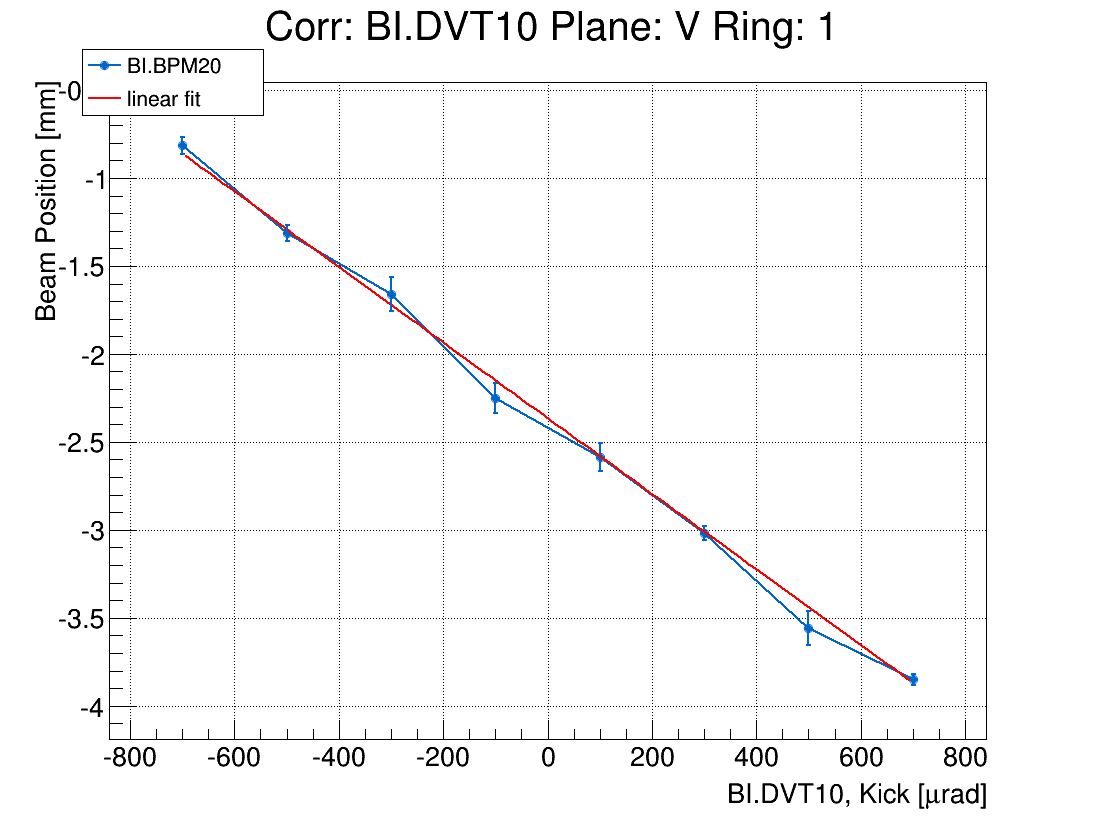 Corr: BI.DVT10 Plane: V Ring: 1
BI.BPM20
linear fit
Beam Position [mm]
-0
-1
-1.5
-2
-2.5
-3
-3.5
-4
-800 -600 -400 -200 0 200 400 600 800
BI.DVT10, Kick [μrad]